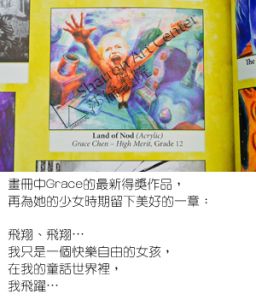 Land of Nod (Acrylic)
Grace Chen – High Merit, Grade 12
The
畫冊中Grace的最新得獎作品，
再為她的少女時期留下美好的一章：
飛翔、飛翔…
我只是一個快樂自由的女孩，
在我的童話世界裡，
我飛躍…